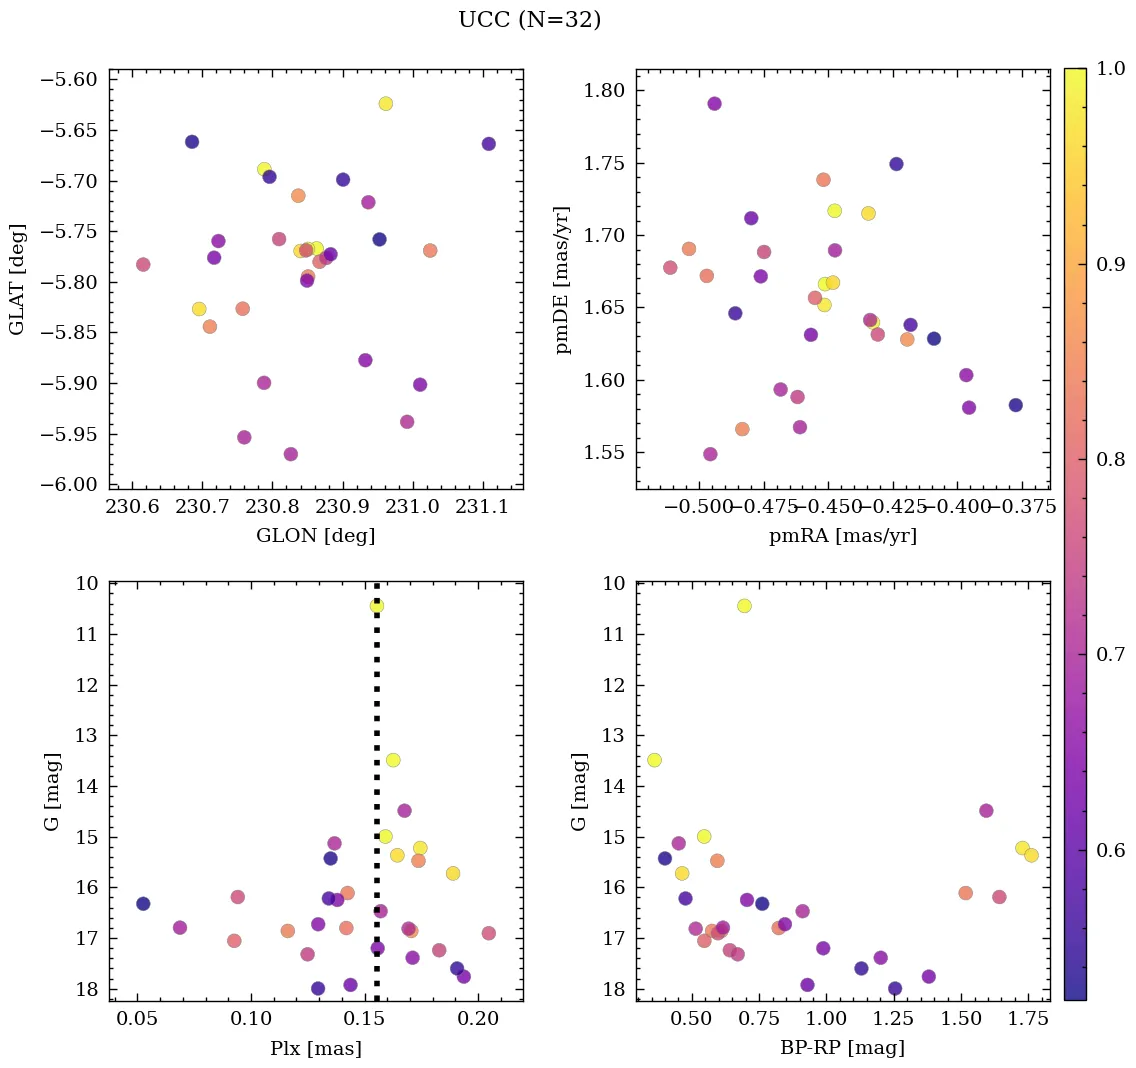 UCC (N=32)
−5.60
−5.65
−5.70
−5.75
−5.80
−5.85
−5.90
−5.95
−6.00
GLAT [deg]
230.6 230.7 230.8 230.9 231.0 231.1
GLON [deg]
1.80
1.75
1.70
1.65
1.60
1.55
pmDE [mas/yr]
−0.500 −0.475 −0.450 −0.425 −0.400 −0.375
pmRA [mas/yr]
1.0
0.9
0.8
0.7
0.6
10
11
12
13
14
15
16
17
18
G [mag]
0.05 0.10 0.15 0.20
Plx [mas]
10
11
12
13
14
15
16
17
18
G [mag]
0.50 0.75 1.00 1.25 1.50 1.75
BP-RP [mag]